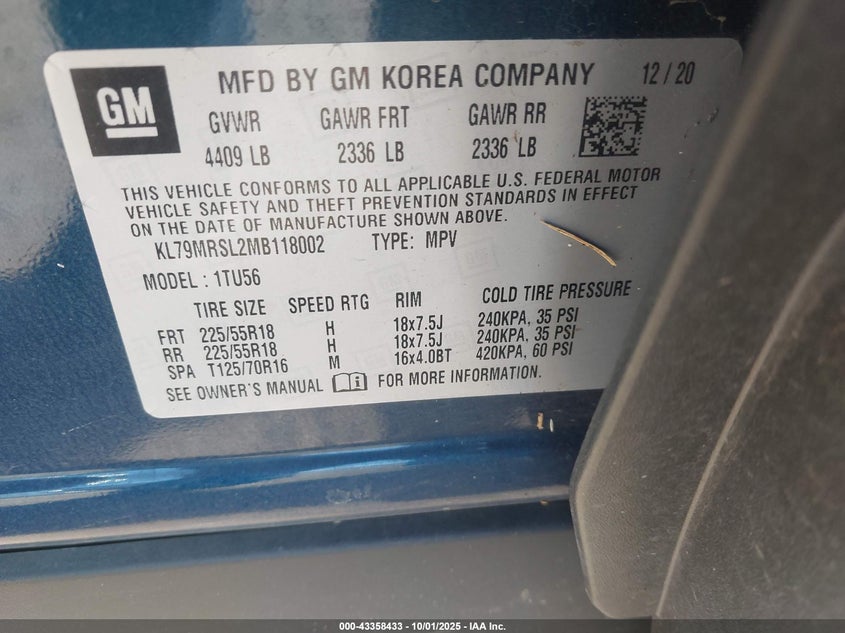 GM
MFD BY GM KOREA COMPANY 12 / 20
GVWR GAWR FRT GAWR RR
4409 LB 2336 LB 2336 LB
THIS VEHICLE CONFORMS TO ALL APPLICABLE U.S. FEDERAL MOTOR
VEHICLE SAFETY AND THEFT PREVENTION STANDARDS IN EFFECT
ON THE DATE OF MANUFACTURE SHOWN ABOVE.
KL79MRSL2MB118002 TYPE: MPV
MODEL : 1TU56
TIRE SIZE SPEED RTG RIM COLD TIRE PRESSURE
FRT 225/55R18 H 18x7.5J 240KPA, 35 PSI
RR 225/55R18 H 18x7.5J 240KPA, 35 PSI
SPA T125/70R16 M 16x4.0BT 420KPA, 60 PSI
SEE OWNER'S MANUAL FOR MORE INFORMATION.
000-43358433 - 10/01/2025 - IAA Inc.